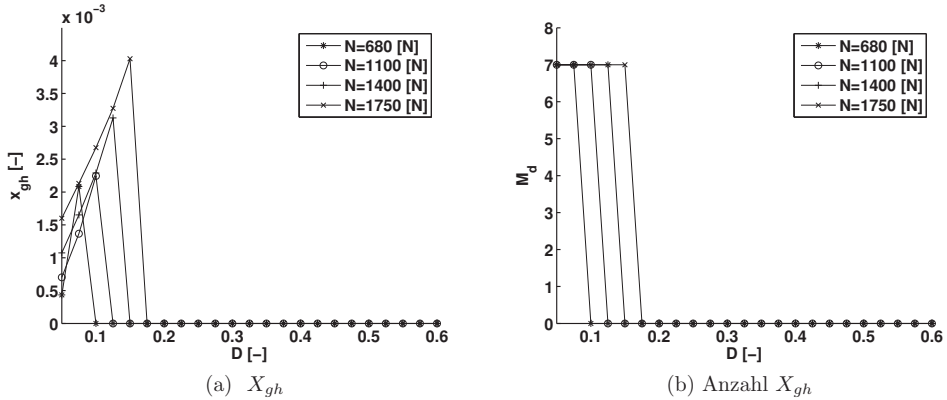 x 10⁻³
4
3.5
3
2.5
2
1.5
1
0.5
0
x_gh [-]
0.1 0.2 0.3 0.4 0.5 0.6
D [-]
N=680 [N]
N=1100 [N]
N=1400 [N]
N=1750 [N]
(a) X_gh
8
7
6
5
4
3
2
1
0
M_d
0.1 0.2 0.3 0.4 0.5 0.6
D [-]
N=680 [N]
N=1100 [N]
N=1400 [N]
N=1750 [N]
(b) Anzahl X_gh